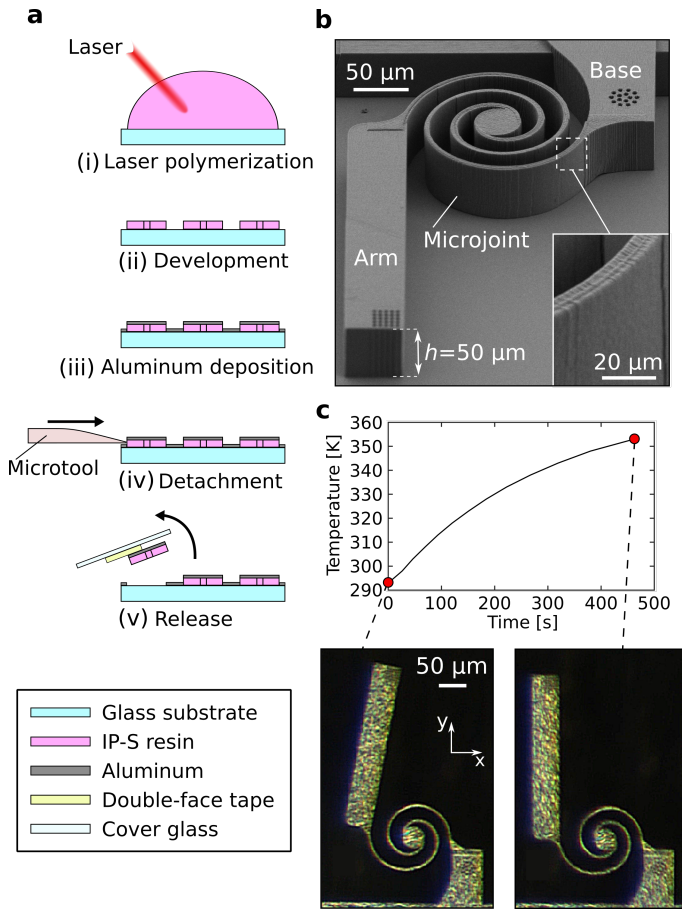 a
Laser
(i) Laser polymerization
(ii) Development
(iii) Aluminum deposition
Microtool
(iv) Detachment
(v) Release
Glass substrate
IP-S resin
Aluminum
Double-face tape
Cover glass
b
50 µm
Base
Microjoint
Arm
h=50 µm
20 µm
c
Temperature [K]
360
350
340
330
320
310
300
290
0 100 200 300 400 500
Time [s]
50 µm
y
x